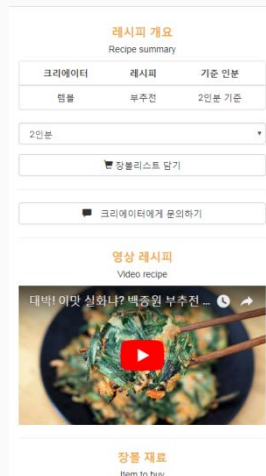 레시피 개요
Recipe summary
크리에이터 레시피 기준 인분
템볼 부추전 2인분 기준
2인분
장볼리스트 담기
크리에이터에게 문의하기
영상 레시피
Video recipe
대박! 이맛 실화냐? 백종원 부추전 ...
장볼 재료
Item to buy